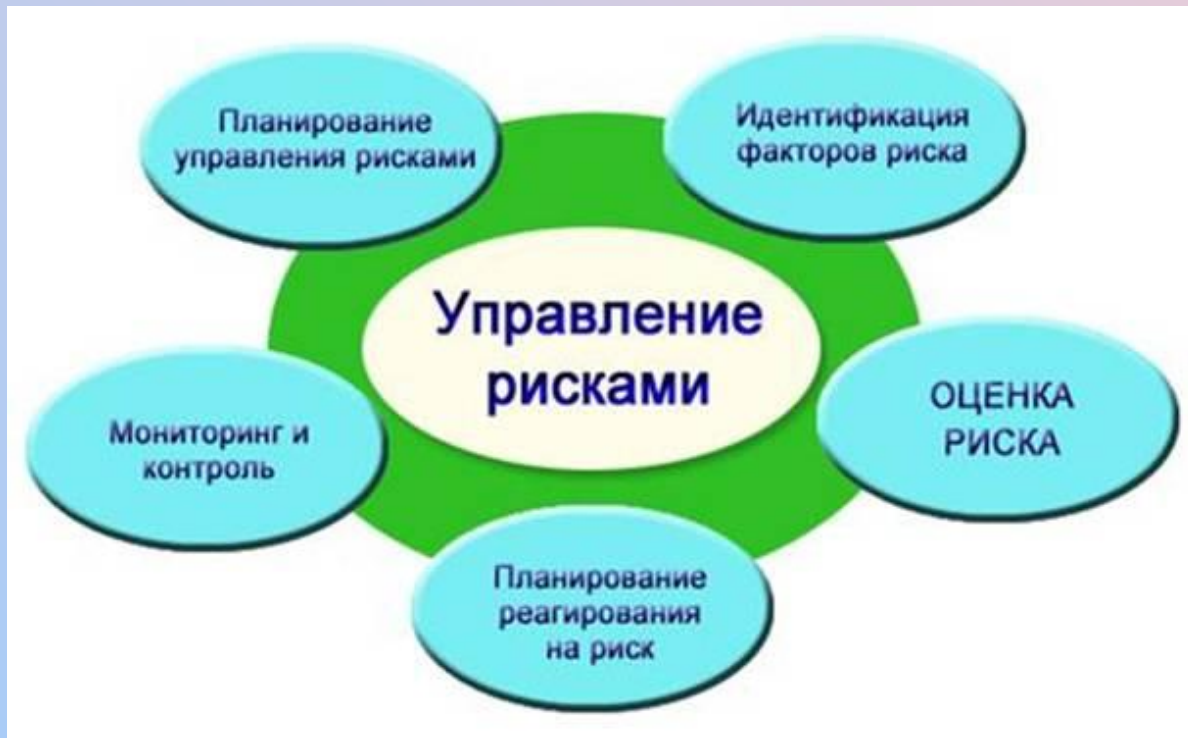 Планирование
управления рисками
Идентификация
факторов риска
Управление
рисками
ОЦЕНКА
РИСКА
Мониторинг и
контроль
Планирование
реагирования
на риск